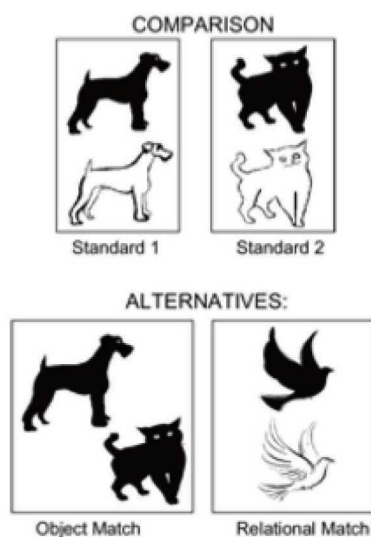 COMPARISON
Standard 1
Standard 2
ALTERNATIVES:
Object Match
Relational Match